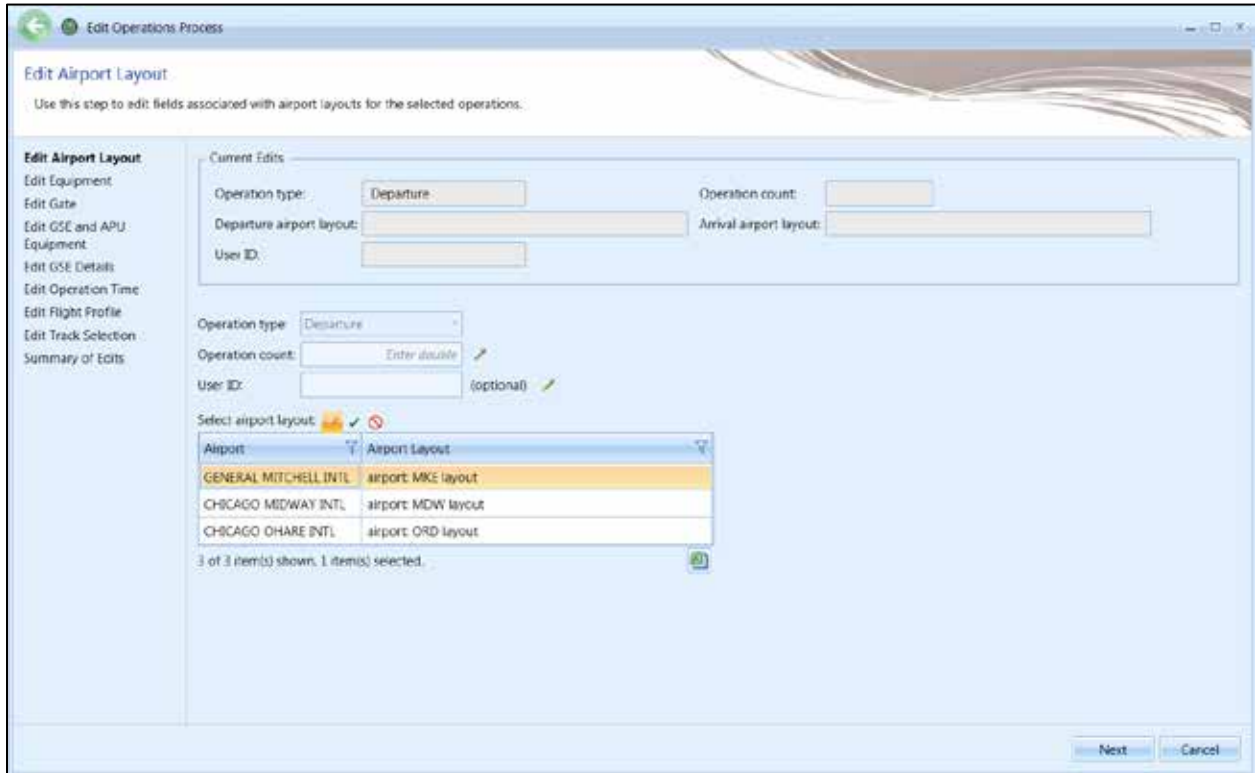 Edit Operations Process
Edit Airport Layout
Use this step to edit fields associated with airport layouts for the selected operations.
Edit Airport Layout
Edit Equipment
Edit Gate
Edit GSE and APU
Equipment
Edit GSE Details
Edit Operation Time
Edit Flight Profile
Edit Track Selection
Summary of Edits
Current Edits
Operation type: Departure Operation count:
Departure airport layout: Arrival airport layout:
User ID:
Operation type Departure
Operation count: Enter double
User ID: (optional)
Select airport layout:
Airport Airport Layout
GENERAL MITCHELL INTL airport: MKE layout
CHICAGO MIDWAY INTL airport: MDW layout
CHICAGO OHARE INTL airport: ORD layout
3 of 3 item(s) shown. 1 item(s) selected.
Next Cancel